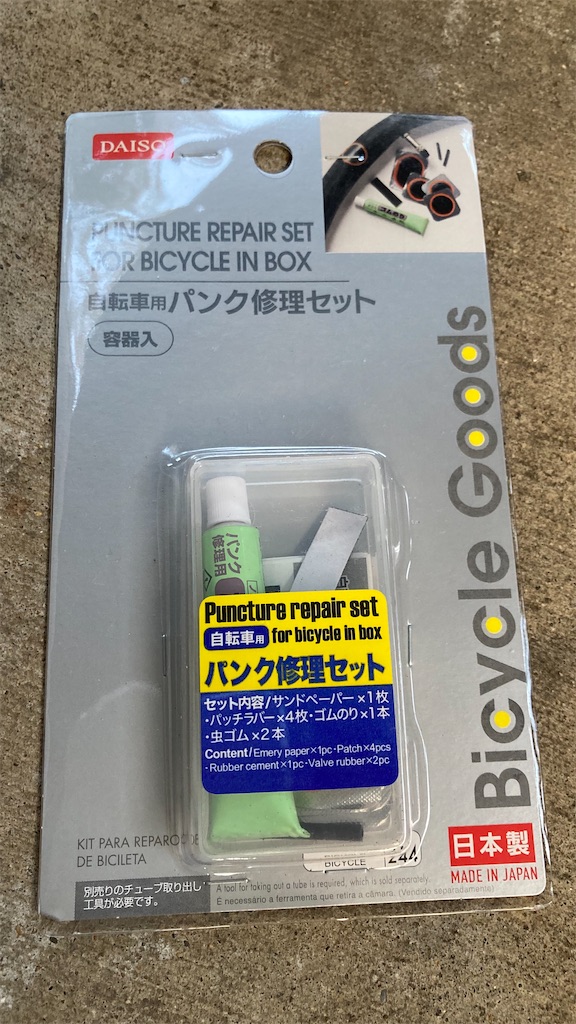 DAISO
PUNCTURE REPAIR SET
FOR BICYCLE IN BOX
自転車用パンク修理セット
容器入
Bicycle Goods
パンク
修理用
Puncture repair set
自転車用 for bicycle in box
パンク修理セット
セット内容/サンドペーパー×1枚
・パッチラバー×4枚・ゴムのり×1本
・虫ゴム×2本
Content/Emery paper×1pc・Patch×4pcs
・Rubber cement×1pc・Valve rubber×2pc
KIT PARA REPARO DE
DE BICILETA
BICYCLE
244
日本製
MADE IN JAPAN
別売りのチューブ取り出し
工具が必要です。
A tool for taking out a tube is required, which is sold separately.
É necessário a ferramenta que retira a câmara. (Vendido separadamente)